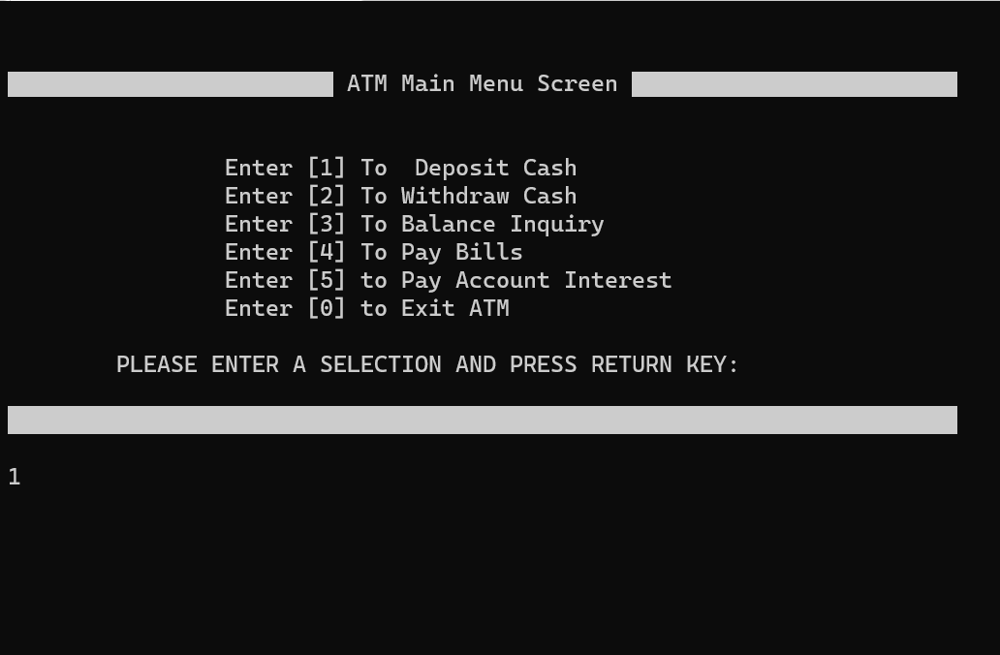 ATM Main Menu Screen
Enter [1] To  Deposit Cash
Enter [2] To Withdraw Cash
Enter [3] To Balance Inquiry
Enter [4] To Pay Bills
Enter [5] to Pay Account Interest
Enter [0] to Exit ATM
PLEASE ENTER A SELECTION AND PRESS RETURN KEY:
1